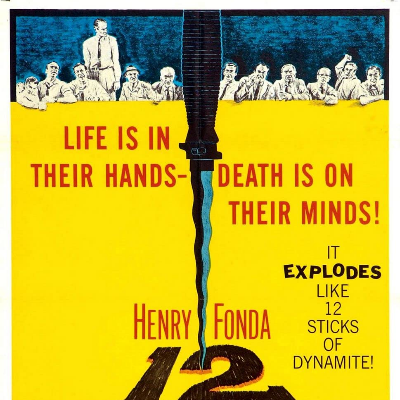 LIFE IS IN
THEIR HANDS- DEATH IS ON
THEIR MINDS!
IT
EXPLODES
LIKE
12
STICKS
OF
DYNAMITE!
HENRY FONDA
12